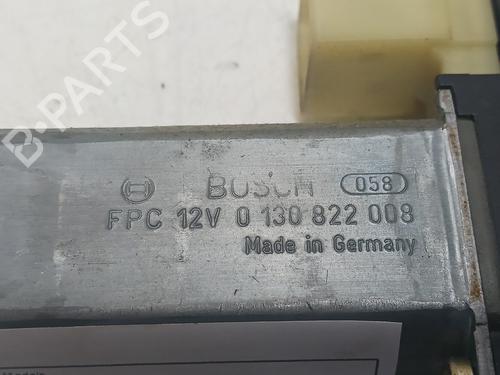 B-PARTS
BOSCH 058
FPC 12V 0 130 822 008
Made in Germany